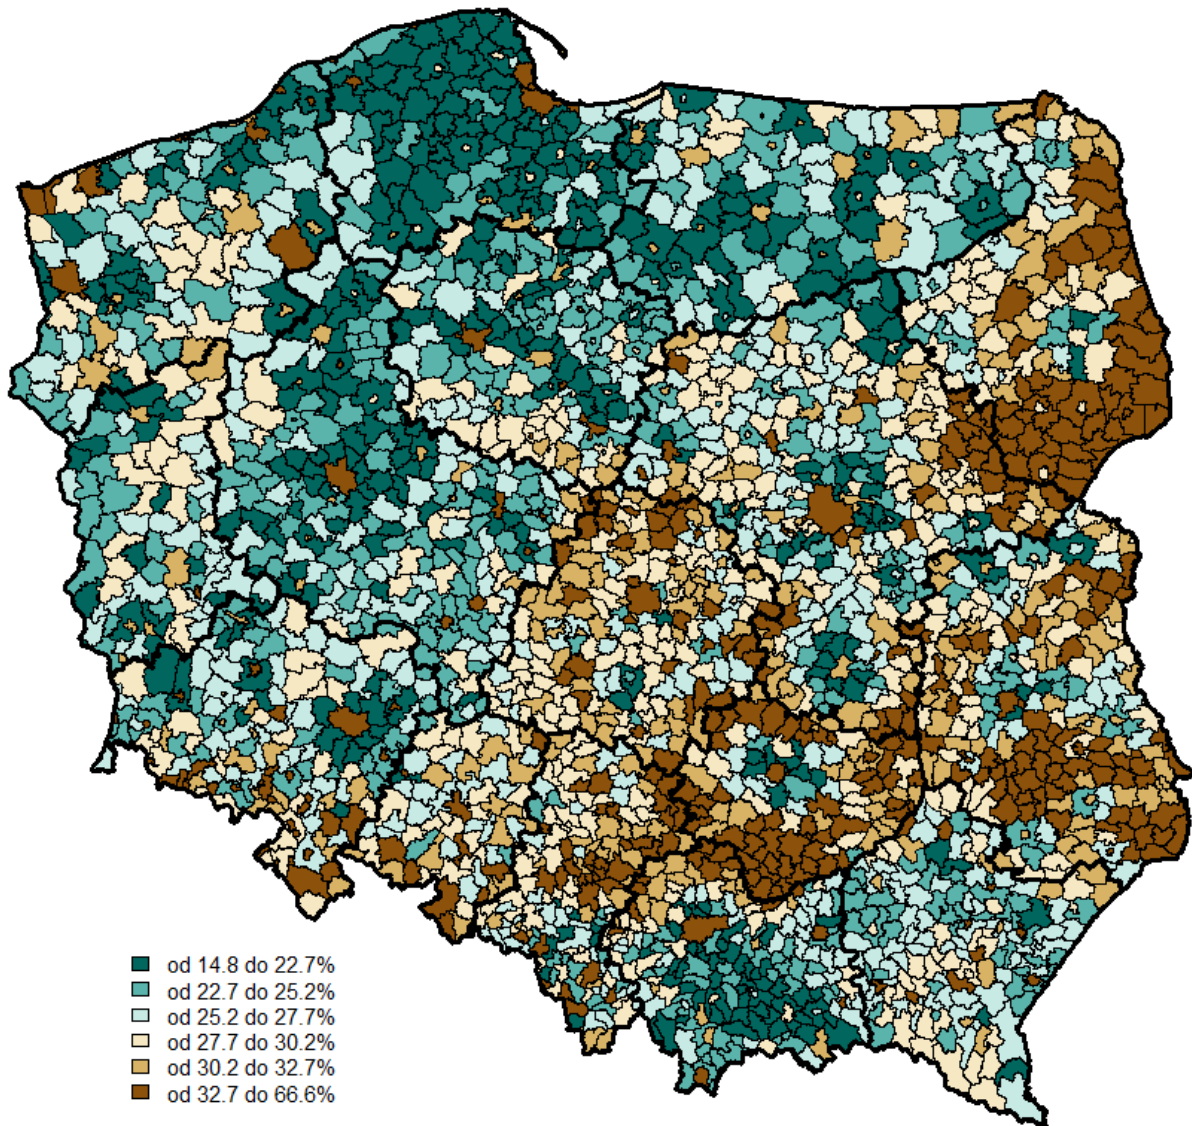 od 14.8 do 22.7%
od 22.7 do 25.2%
od 25.2 do 27.7%
od 27.7 do 30.2%
od 30.2 do 32.7%
od 32.7 do 66.6%